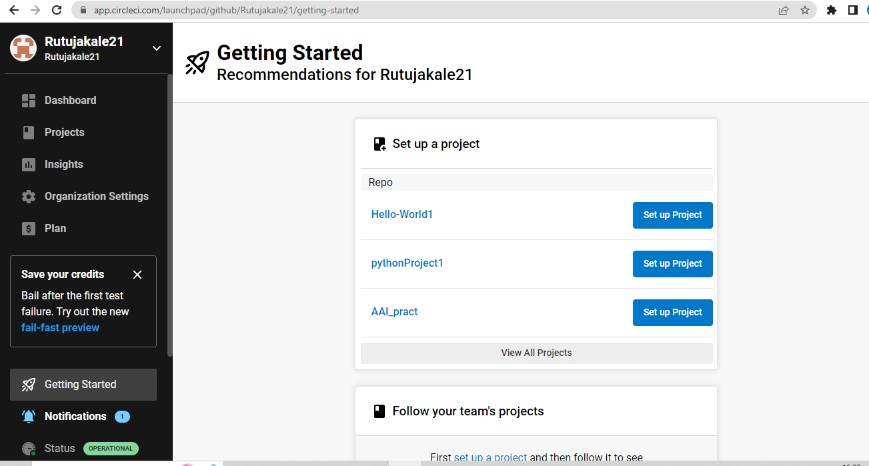 app.circleci.com/launchpad/github/Rutujakale21/getting-started
Rutujakale21
Rutujakale21
Dashboard
Projects
Insights
Organization Settings
Plan
Save your credits
Bail after the first test
failure. Try out the new
fail-fast preview
Getting Started
Notifications 1
Status OPERATIONAL
Getting Started
Recommendations for Rutujakale21
Set up a project
Repo
Hello-World1 Set up Project
pythonProject1 Set up Project
AAI_pract Set up Project
View All Projects
Follow your team's projects
First set up a project and then follow it to see